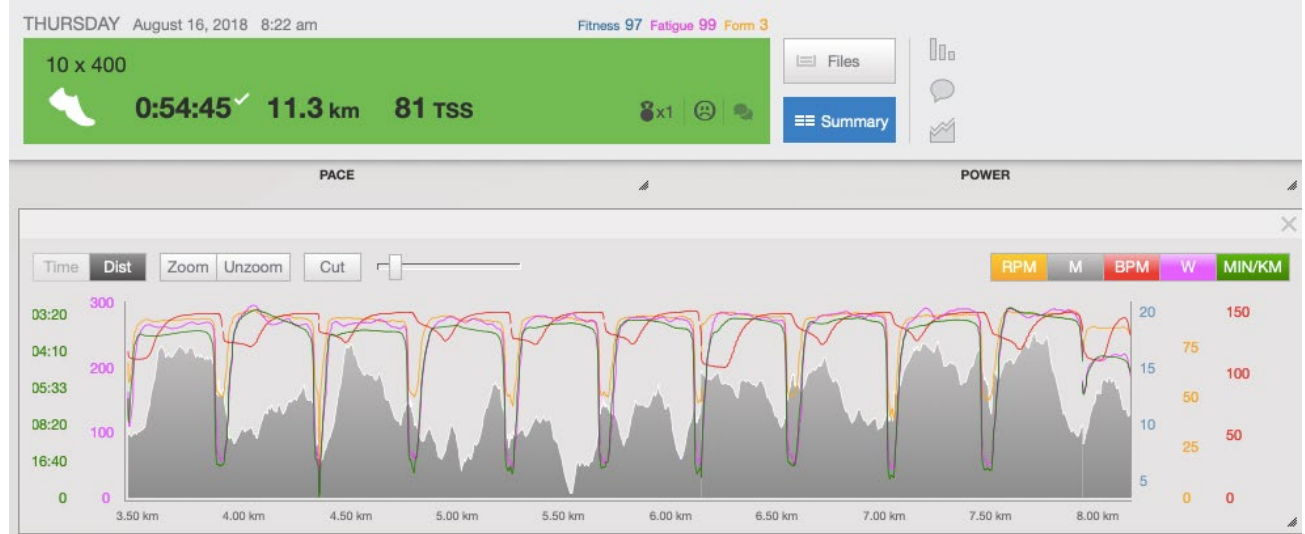 THURSDAY August 16, 2018 8:22 am Fitness 97 Fatigue 99 Form 3
10 x 400
Files
0:54:45 11.3 km 81 TSS x1
Summary
PACE POWER
Time Dist Zoom Unzoom Cut RPM M BPM W MIN/KM
03:20 300 20 150
04:10 75
200 15
05:33 100
50
08:20 100 10
50
16:40 25
5
0 0 0 0
3.50 km 4.00 km 4.50 km 5.00 km 5.50 km 6.00 km 6.50 km 7.00 km 7.50 km 8.00 km